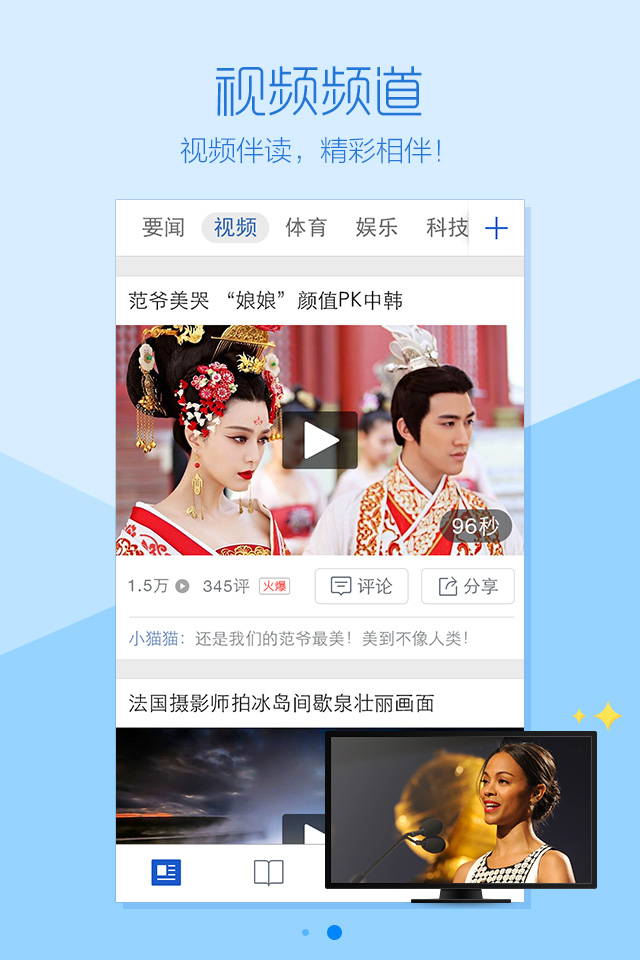 视频频道
视频伴读，精彩相伴！
要闻 视频 体育 娱乐 科技
范爷美哭 “娘娘”颜值PK中韩
96秒
1.5万 345评 火爆 评论 分享
小猫猫：还是我们的范爷最美！美到不像人类！
法国摄影师拍冰岛间歇泉壮丽画面